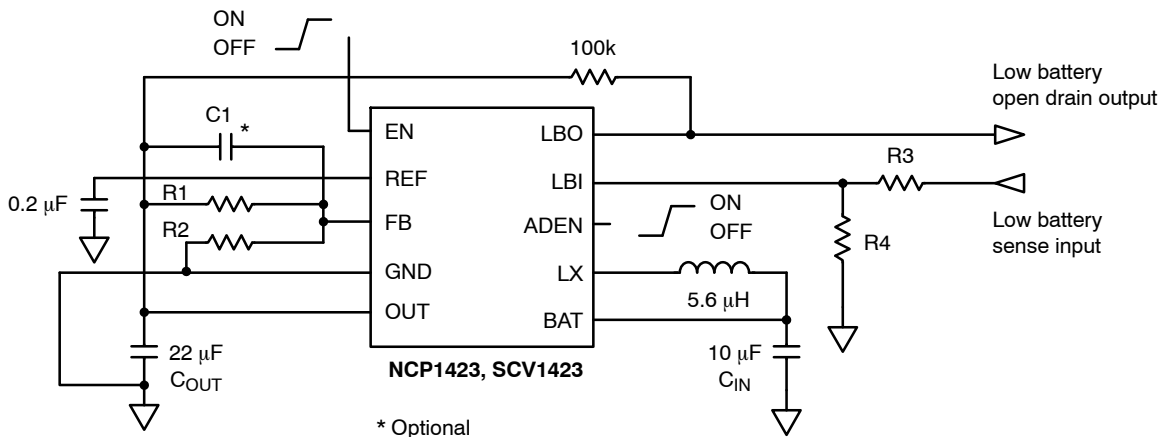 ON
OFF
100k
Low battery
open drain output
C1
*
EN
LBO
R3
REF
LBI
0.2 μF
R1
ON
ADEN
OFF
Low battery
sense input
FB
R2
R4
GND
LX
5.6 μH
OUT
BAT
22 μF
COUT
10 μF
CIN
NCP1423, SCV1423
* Optional